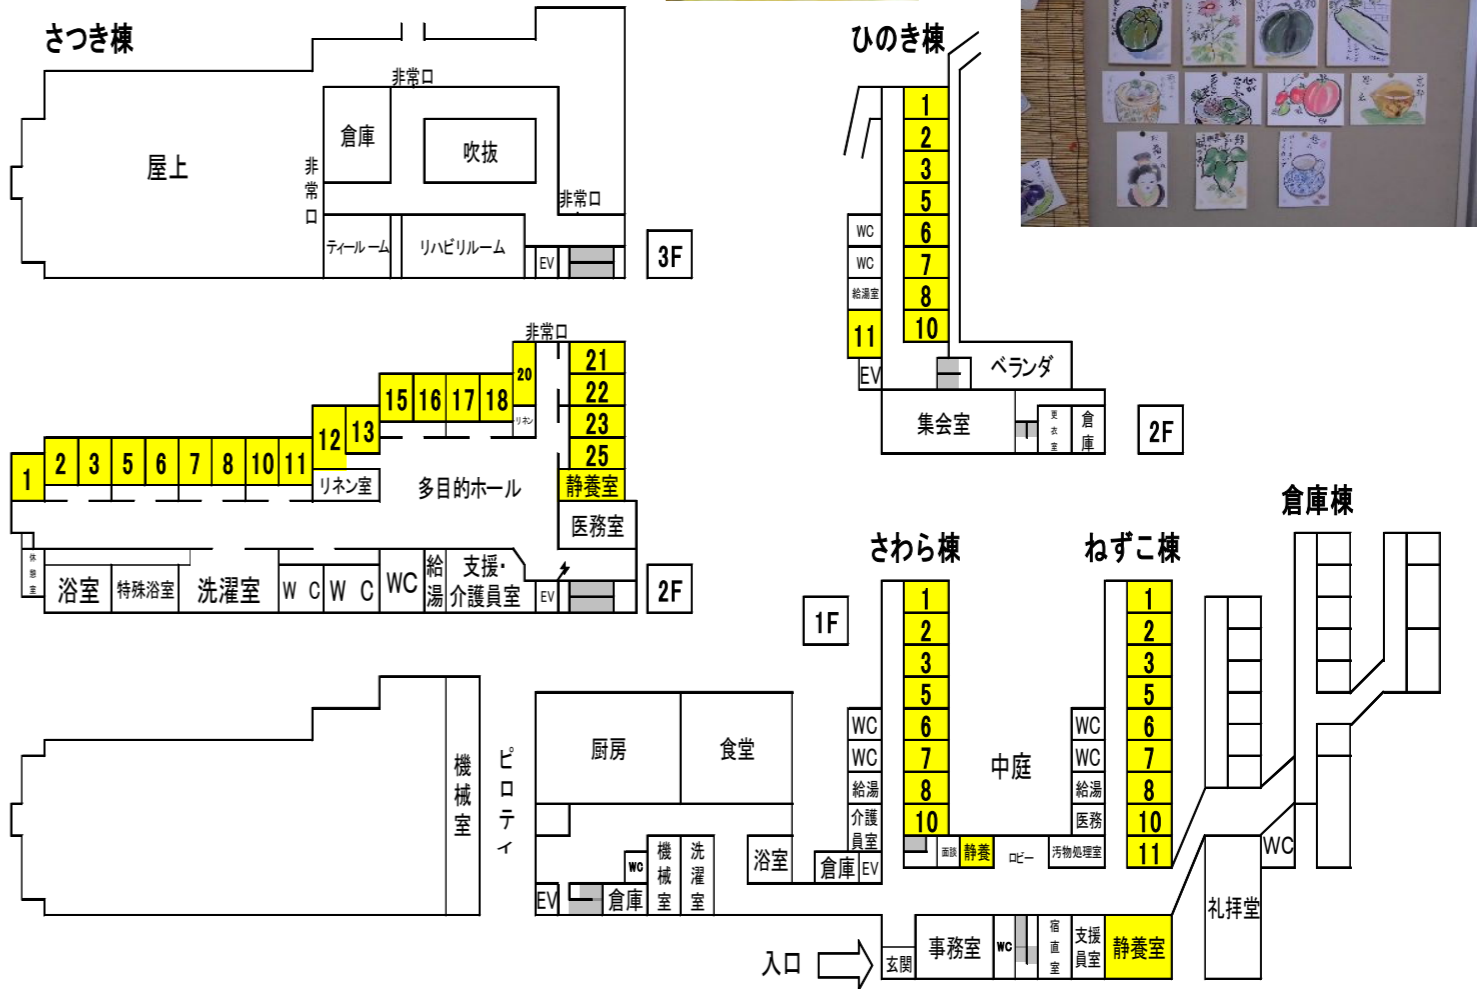 さつき棟
非常口
倉庫
吹抜
屋上
非常口
非常口
ティールーム
リハビリルーム
EV
3F
ひのき棟
1
2
3
5
6
7
8
10
WC
WC
給湯室
11
EV
ベランダ
集会室
更衣室
倉庫
2F
非常口
1
2
3
5
6
7
8
10
11
12
13
15
16
17
18
20
リネン
21
22
23
25
静養室
医務室
リネン室
多目的ホール
休憩室
浴室
特殊浴室
洗濯室
W C
W C
WC
給湯
支援・
介護員室
EV
2F
さわら棟
ねずこ棟
倉庫棟
1F
1
2
3
5
6
7
8
10
WC
WC
給湯
介護
員室
倉庫
EV
面談
静養
ロビー
汚物処理室
中庭
WC
WC
給湯
医務
1
2
3
5
6
7
8
10
11
WC
礼拝堂
機械室
ピロティ
厨房
食堂
浴室
WC
機械室
洗濯室
EV
倉庫
入口
玄関
事務室
WC
宿直室
支援
員室
静養室